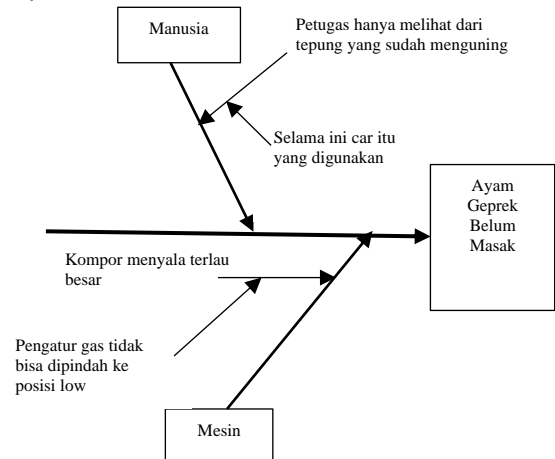 Manusia
Petugas hanya melihat dari
tepung yang sudah menguning
Selama ini car itu
yang digunakan
Ayam
Geprek
Belum
Masak
Kompor menyala terlau
besar
Pengatur gas tidak
bisa dipindah ke
posisi low
Mesin